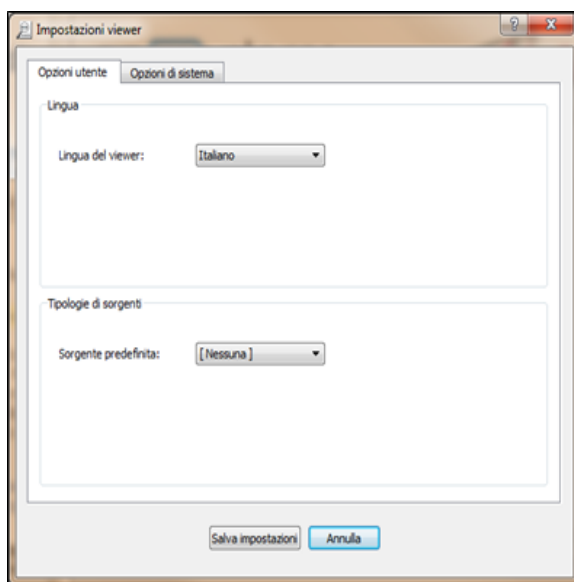 Impostazioni viewer
?
X
Opzioni utente
Opzioni di sistema
Lingua
Lingua del viewer:
Italiano
Tipologie di sorgenti
Sorgente predefinita:
[ Nessuna ]
Salva impostazioni
Annulla